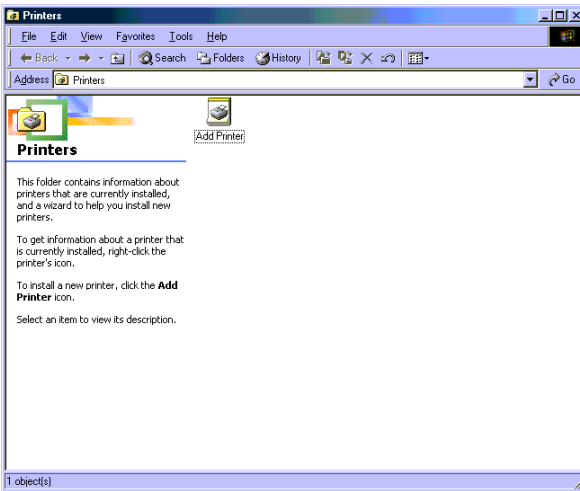 Printers
File Edit View Favorites Tools Help
Back Search Folders History
Address Printers Go
Add Printer
Printers
This folder contains information about
printers that are currently installed,
and a wizard to help you install new
printers.
To get information about a printer that
is currently installed, right-click the
printer's icon.
To install a new printer, click the Add
Printer icon.
Select an item to view its description.
1 object(s)